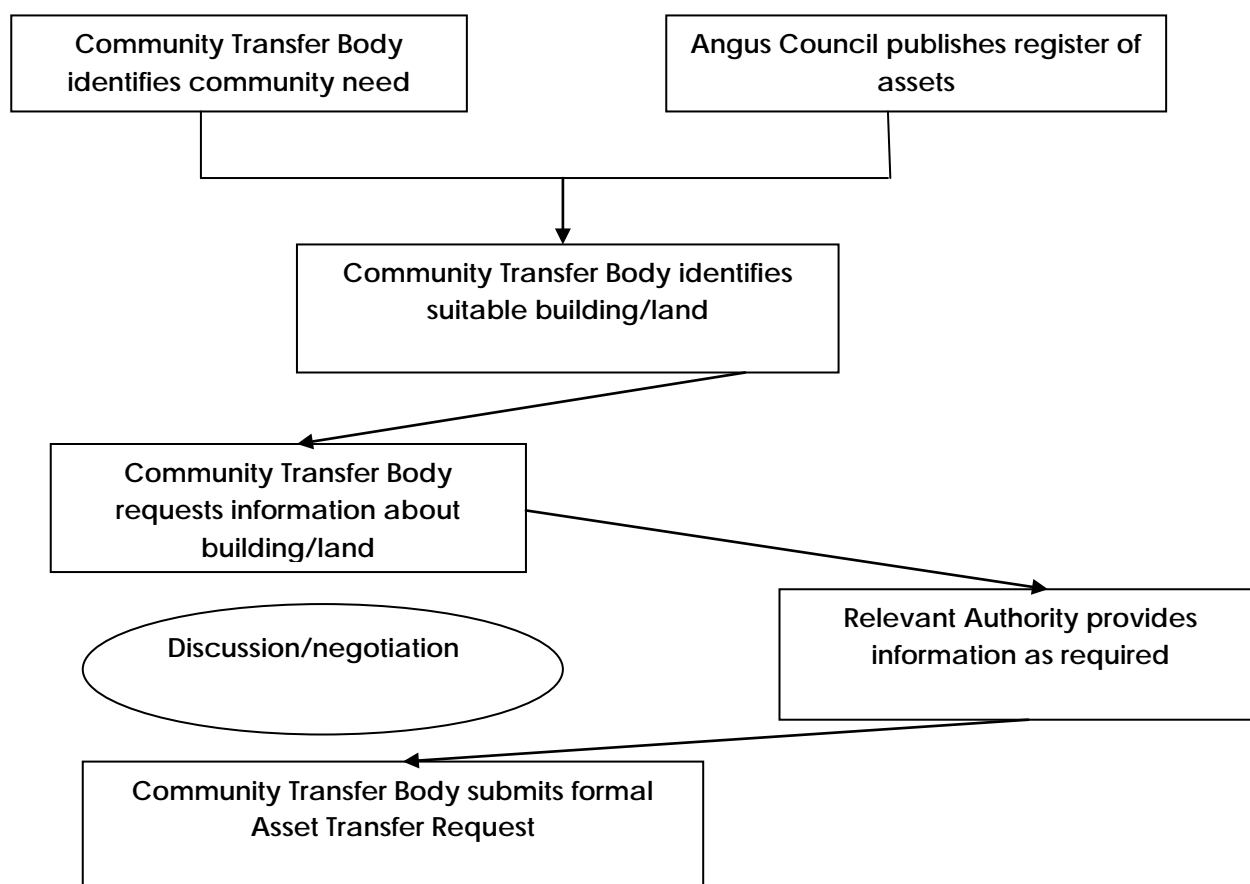 Community Transfer Body
identifies community need
Angus Council publishes register of
assets
Community Transfer Body identifies
suitable building/land
Community Transfer Body
requests information about
building/land
Discussion/negotiation
Relevant Authority provides
information as required
Community Transfer Body submits formal
Asset Transfer Request